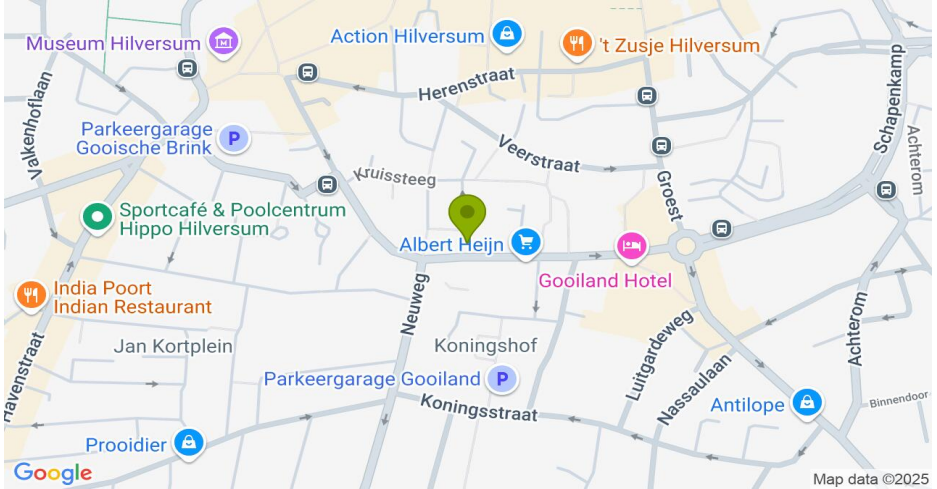 Action Hilversum
Museum Hilversum
't Zusje Hilversum
Herenstraat
Valkenhoflaan
Schapenkamp
Parkeergarage
Gooische Brink
Veerstraat
Achterom
Kruissteeg
Groest
Sportcafé & Poolcentrum
Hippo Hilversum
Albert Heijn
Gooiland Hotel
India Poort
Indian Restaurant
Neuweg
Luitgardeweg
Achterom
Jan Kortplein
Koningshof
Havenstraat
Parkeergarage Gooiland
Nassaulaan
Koningsstraat
Antilope
Binnendoor
Prooidier
Google
Map data ©2025